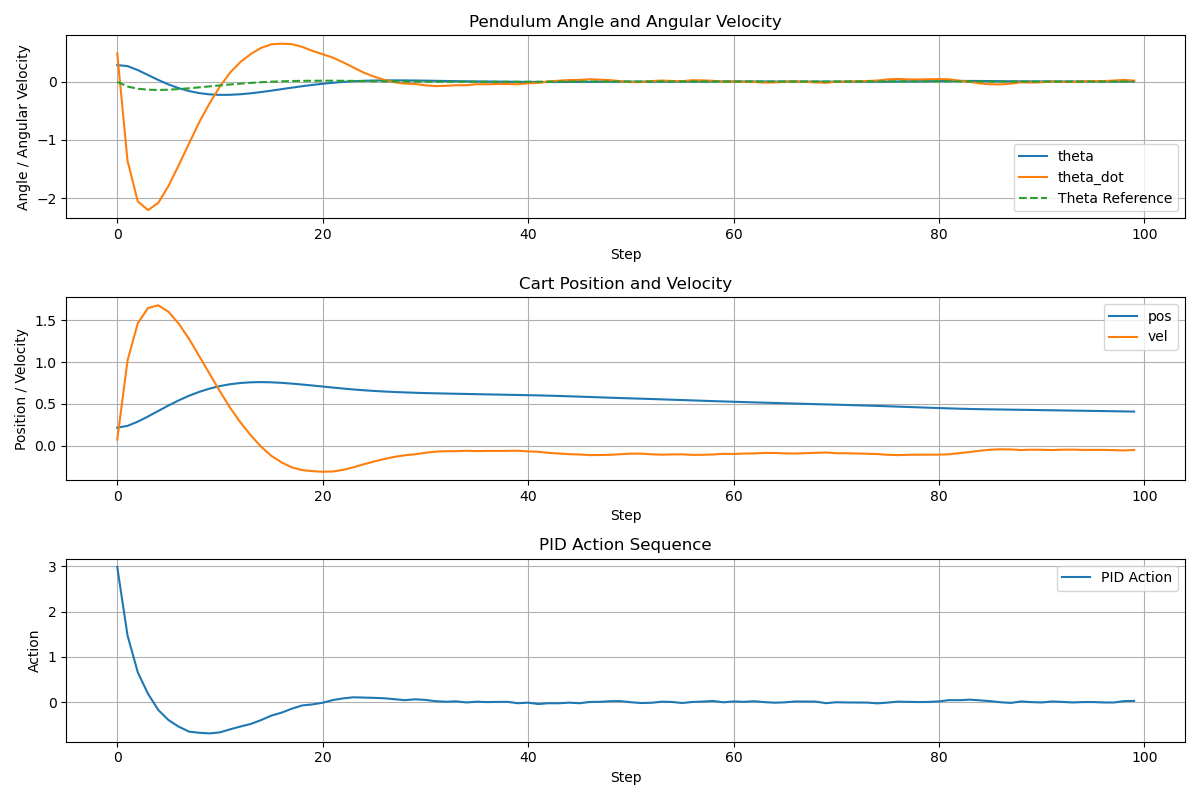 Pendulum Angle and Angular Velocity
Angle / Angular Velocity
0
−1
−2
theta
theta_dot
Theta Reference
0 20 40 60 80 100
Step
Cart Position and Velocity
Position / Velocity
1.5
1.0
0.5
0.0
pos
vel
0 20 40 60 80 100
Step
PID Action Sequence
Action
3
2
1
0
PID Action
0 20 40 60 80 100
Step